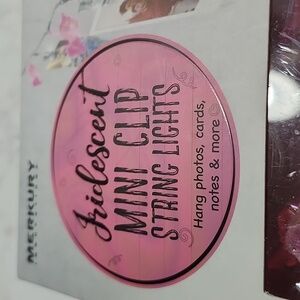 MERKURY
Iridescent
MINI CLIP
STRING LIGHTS
Hang photos, cards,
notes & more